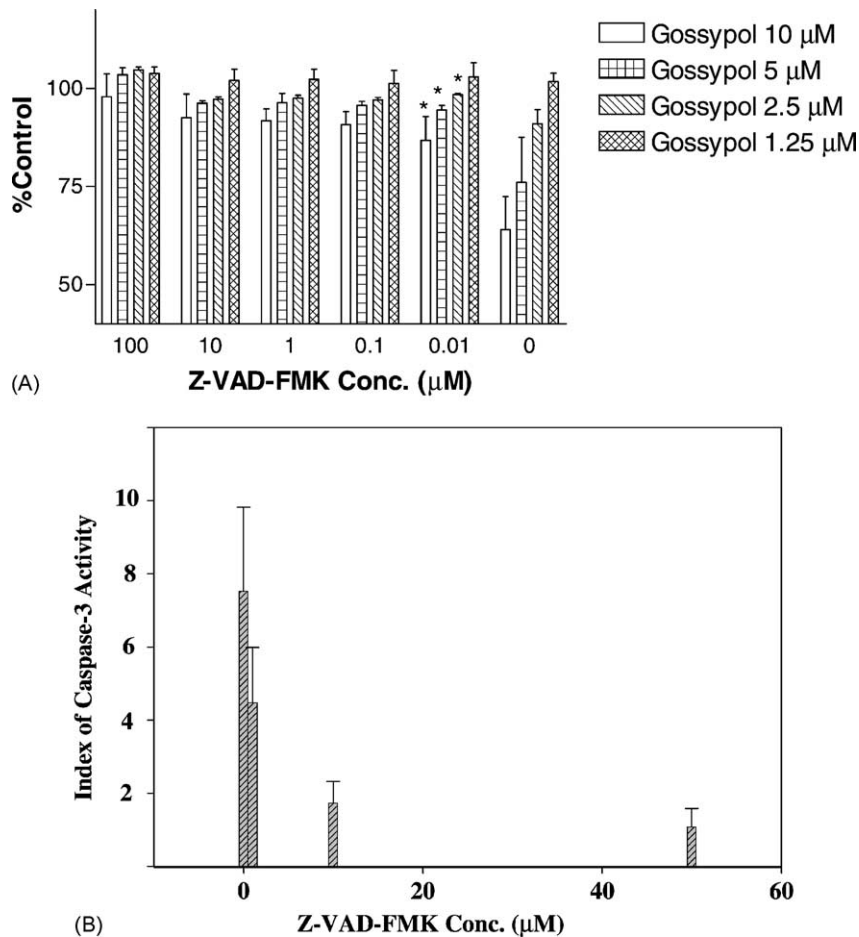 Gossypol 10 μM
Gossypol 5 μM
Gossypol 2.5 μM
Gossypol 1.25 μM
%Control
100
75
50
* * *
100 10 1 0.1 0.01 0
Z-VAD-FMK Conc. (μM)
(A)
Index of Caspase-3 Activity
10
8
6
4
2
0 20 40 60
Z-VAD-FMK Conc. (μM)
(B)